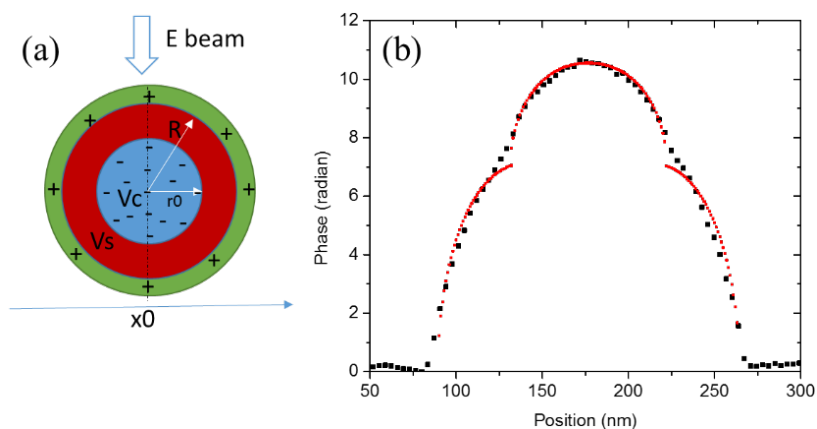 (a)
E beam
R
Vc
r0
Vs
x0
+ + + + + + + +
- - - - - - - - - - - -
(b)
Phase (radian)
12
10
8
6
4
2
0
50 100 150 200 250 300
Position (nm)